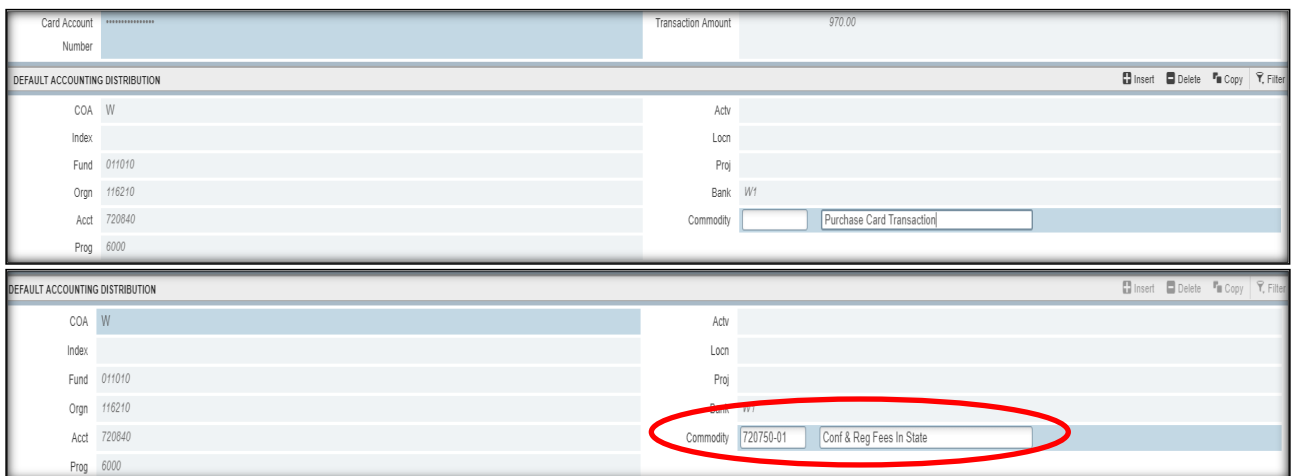 Card Account •••••••••••••••• Transaction Amount 970.00
Number
DEFAULT ACCOUNTING DISTRIBUTION Insert Delete Copy Filter
COA W Actv
Index Locn
Fund 011010 Proj
Orgn 116210 Bank W1
Acct 720840 Commodity Purchase Card Transaction
Prog 6000
DEFAULT ACCOUNTING DISTRIBUTION Insert Delete Copy Filter
COA W Actv
Index Locn
Fund 011010 Proj
Orgn 116210 Bank W1
Acct 720840 Commodity 720750-01 Conf & Reg Fees In State
Prog 6000